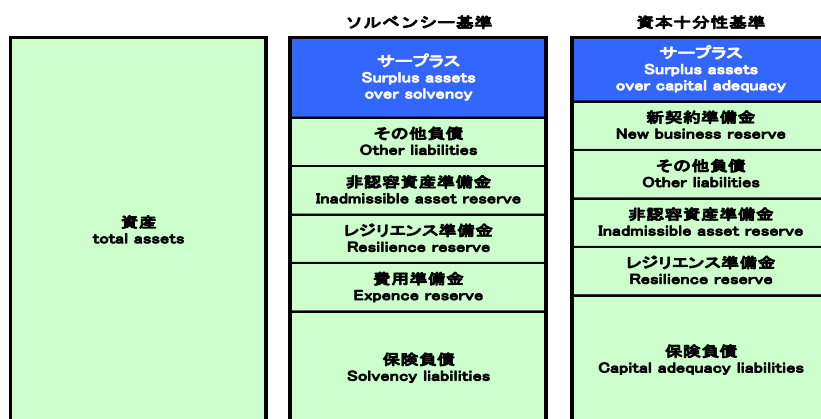 資産
total assets
ソルベンシー基準
サープラス
Surplus assets
over solvency
その他負債
Other liabilities
非認容資産準備金
Inadmissible asset reserve
レジリエンス準備金
Resilience reserve
費用準備金
Expence reserve
保険負債
Solvency liabilities
資本十分性基準
サープラス
Surplus assets
over capital adequacy
新契約準備金
New business reserve
その他負債
Other liabilities
非認容資産準備金
Inadmissible asset reserve
レジリエンス準備金
Resilience reserve
保険負債
Capital adequacy liabilities